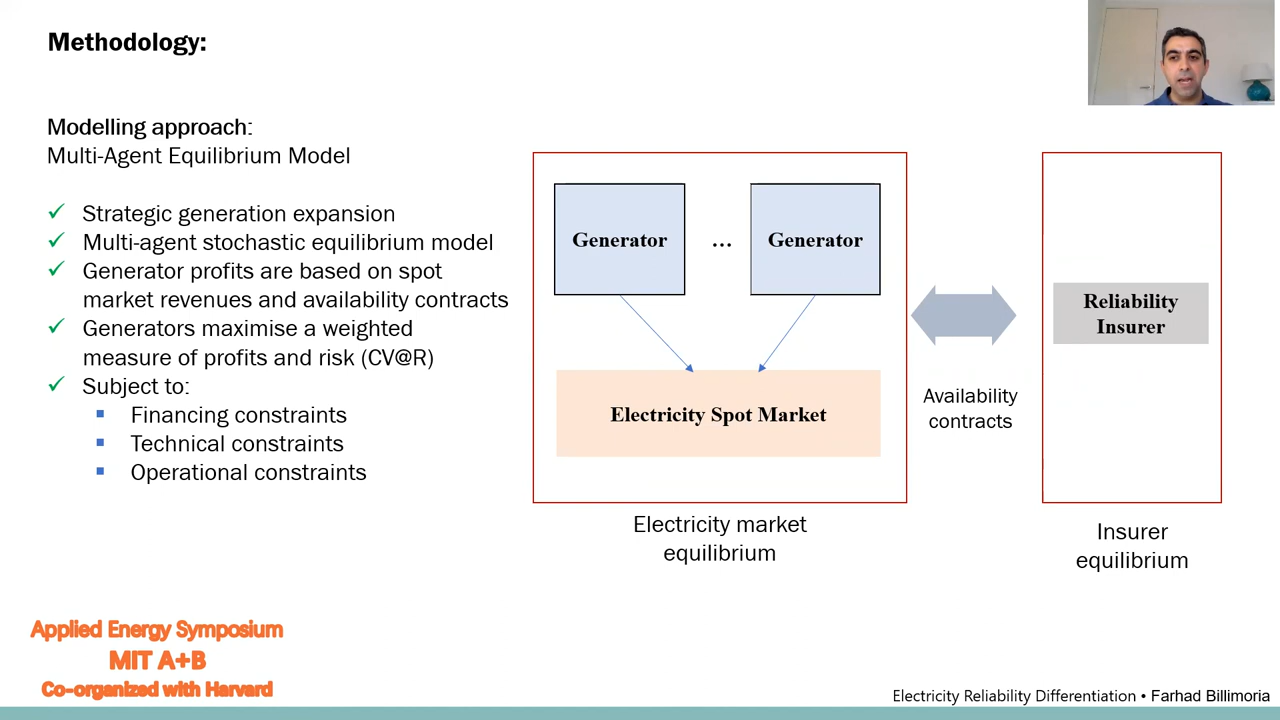 Methodology:
Modelling approach:
Multi-Agent Equilibrium Model
Strategic generation expansion
Multi-agent stochastic equilibrium model
Generator profits are based on spot
market revenues and availability contracts
Generators maximise a weighted
measure of profits and risk (CV@R)
Subject to:
Financing constraints
Technical constraints
Operational constraints
Generator
...
Generator
Electricity Spot Market
Electricity market
equilibrium
Availability
contracts
Reliability
Insurer
Insurer
equilibrium
Applied Energy Symposium
MIT A+B
Co-organized with Harvard
Electricity Reliability Differentiation • Farhad Billimoria